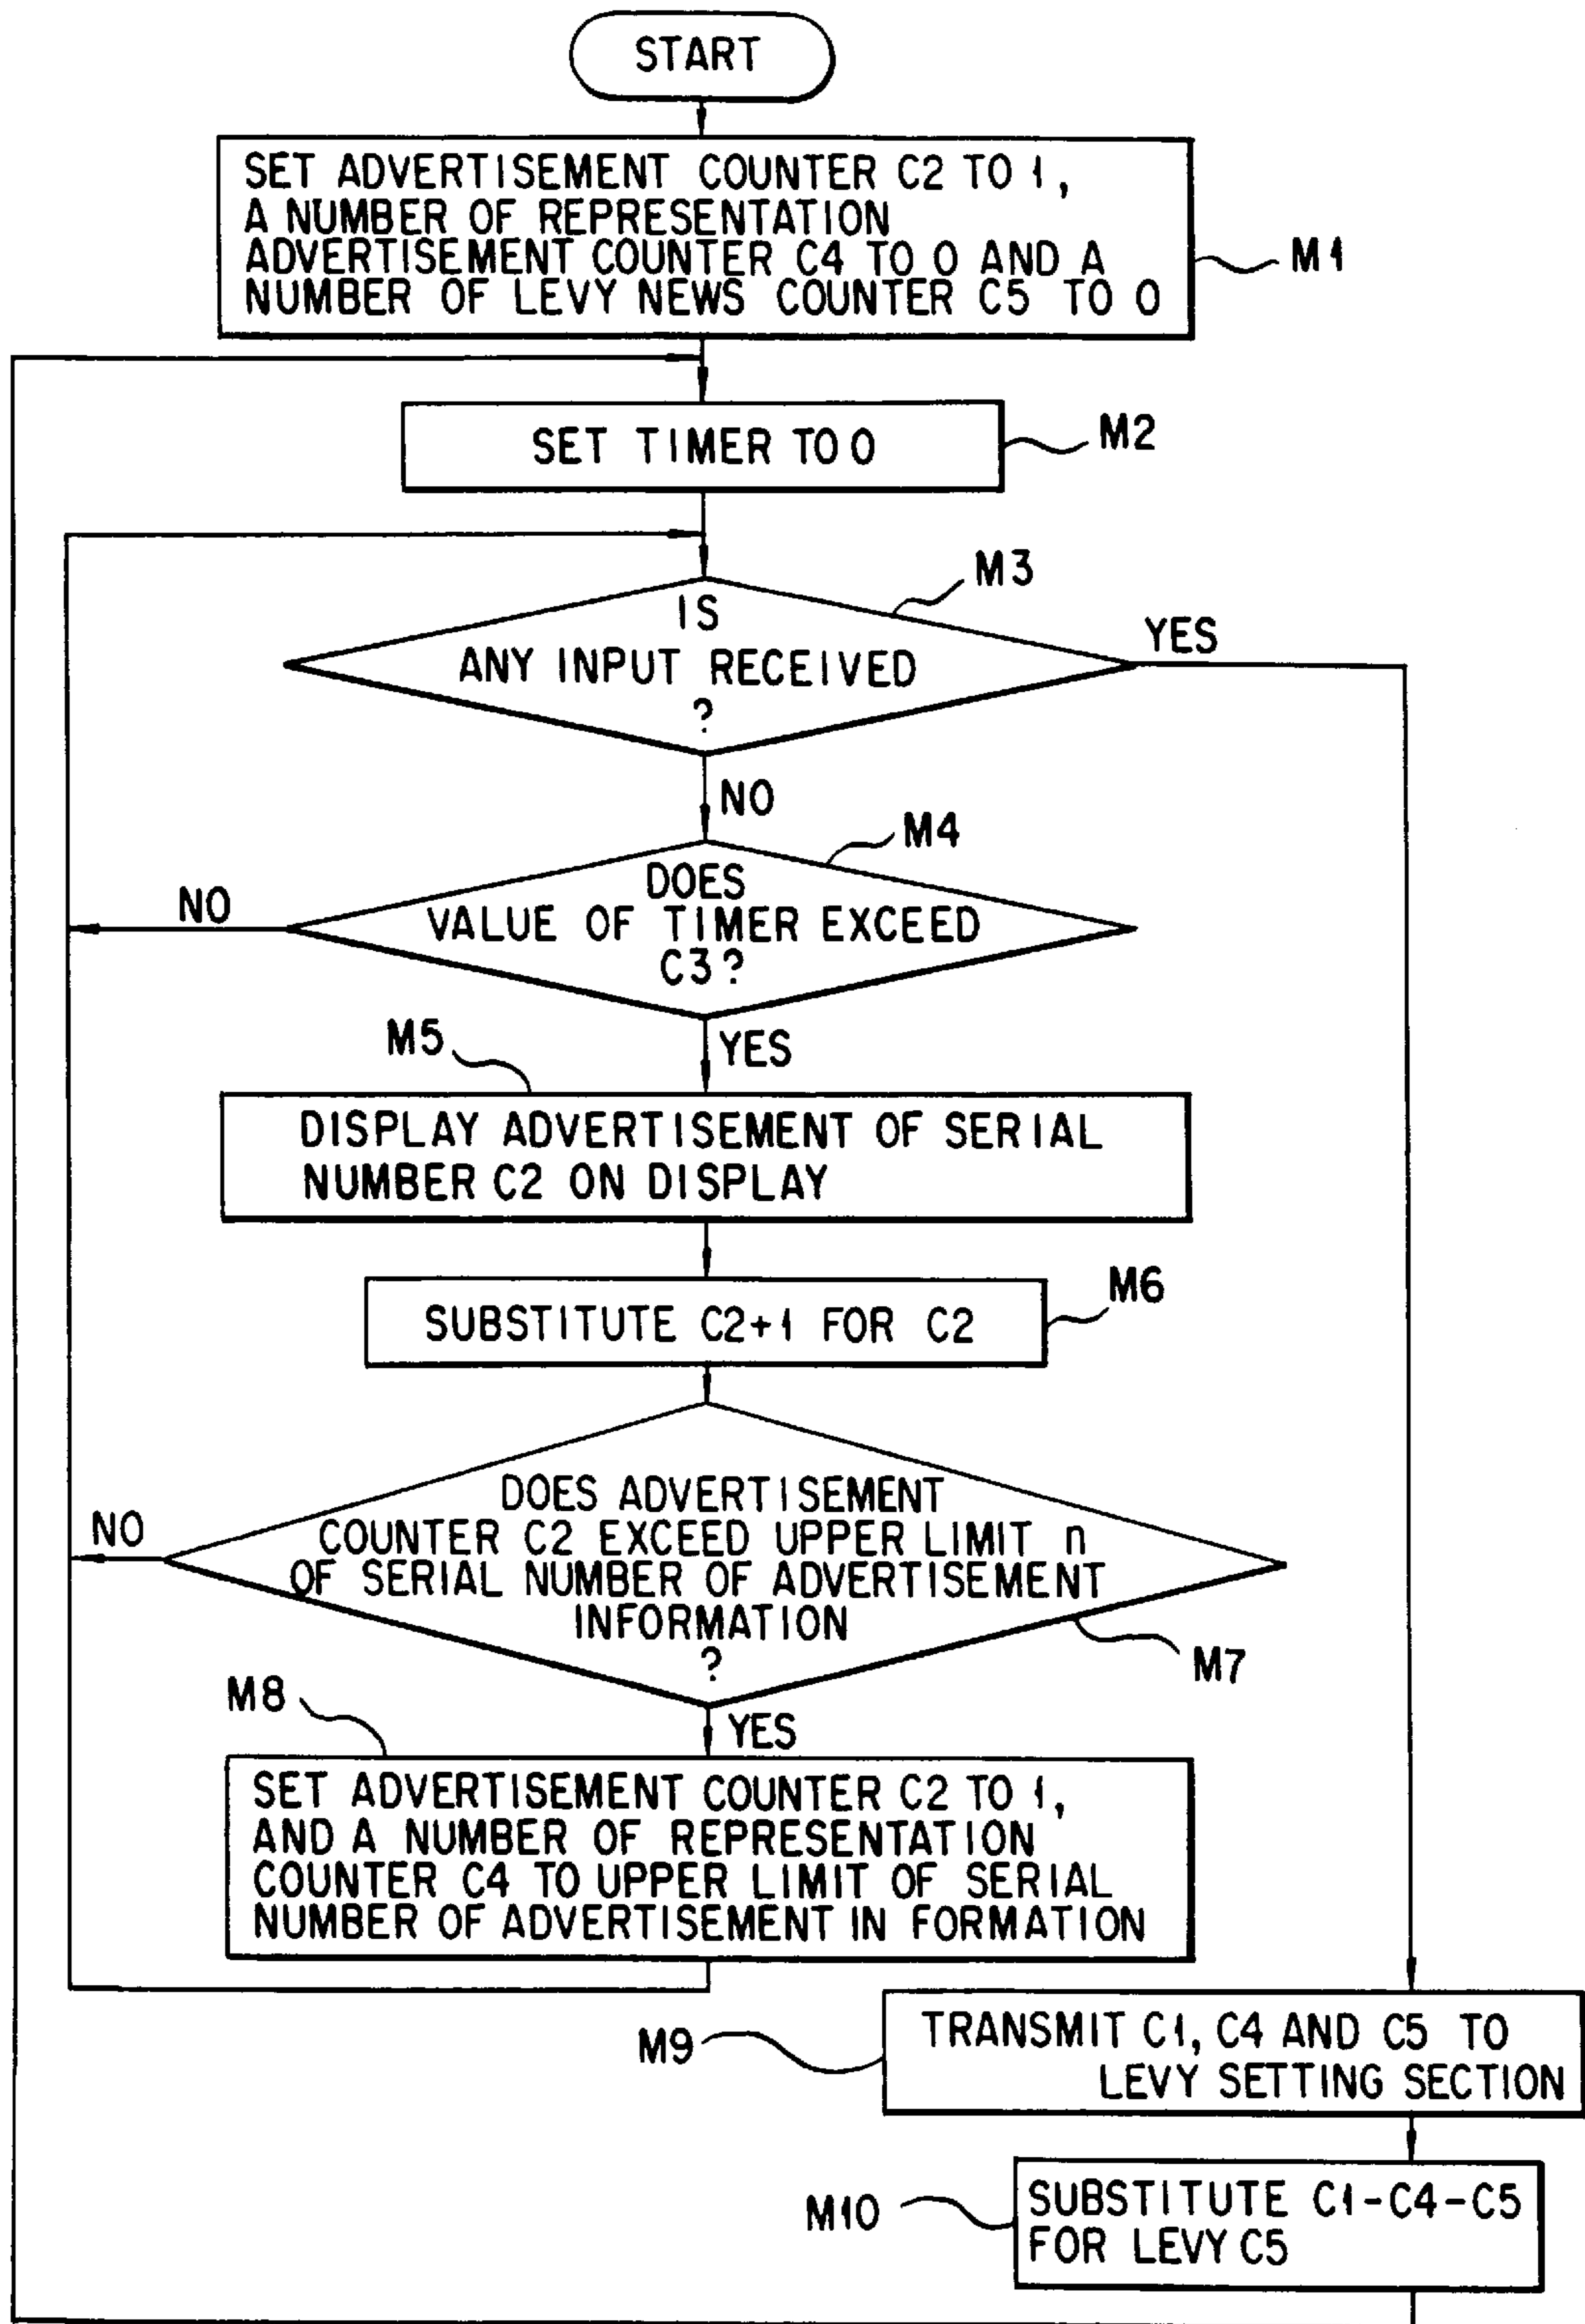 START
SET ADVERTISEMENT COUNTER C2 TO 1,
A NUMBER OF REPRESENTATION
ADVERTISEMENT COUNTER C4 TO 0 AND A
NUMBER OF LEVY NEWS COUNTER C5 TO 0
M1
SET TIMER TO 0
M2
M3
IS
ANY INPUT RECEIVED
?
YES
NO
M4
DOES
VALUE OF TIMER EXCEED
C3?
NO
YES
M5
DISPLAY ADVERTISEMENT OF SERIAL
NUMBER C2 ON DISPLAY
M6
SUBSTITUTE C2+1 FOR C2
DOES ADVERTISEMENT
COUNTER C2 EXCEED UPPER LIMIT n
OF SERIAL NUMBER OF ADVERTISEMENT
INFORMATION
?
NO
M7
YES
M8
SET ADVERTISEMENT COUNTER C2 TO 1,
AND A NUMBER OF REPRESENTATION
COUNTER C4 TO UPPER LIMIT OF SERIAL
NUMBER OF ADVERTISEMENT IN FORMATION
M9
TRANSMIT C1, C4 AND C5 TO
LEVY SETTING SECTION
M10
SUBSTITUTE C1-C4-C5
FOR LEVY C5